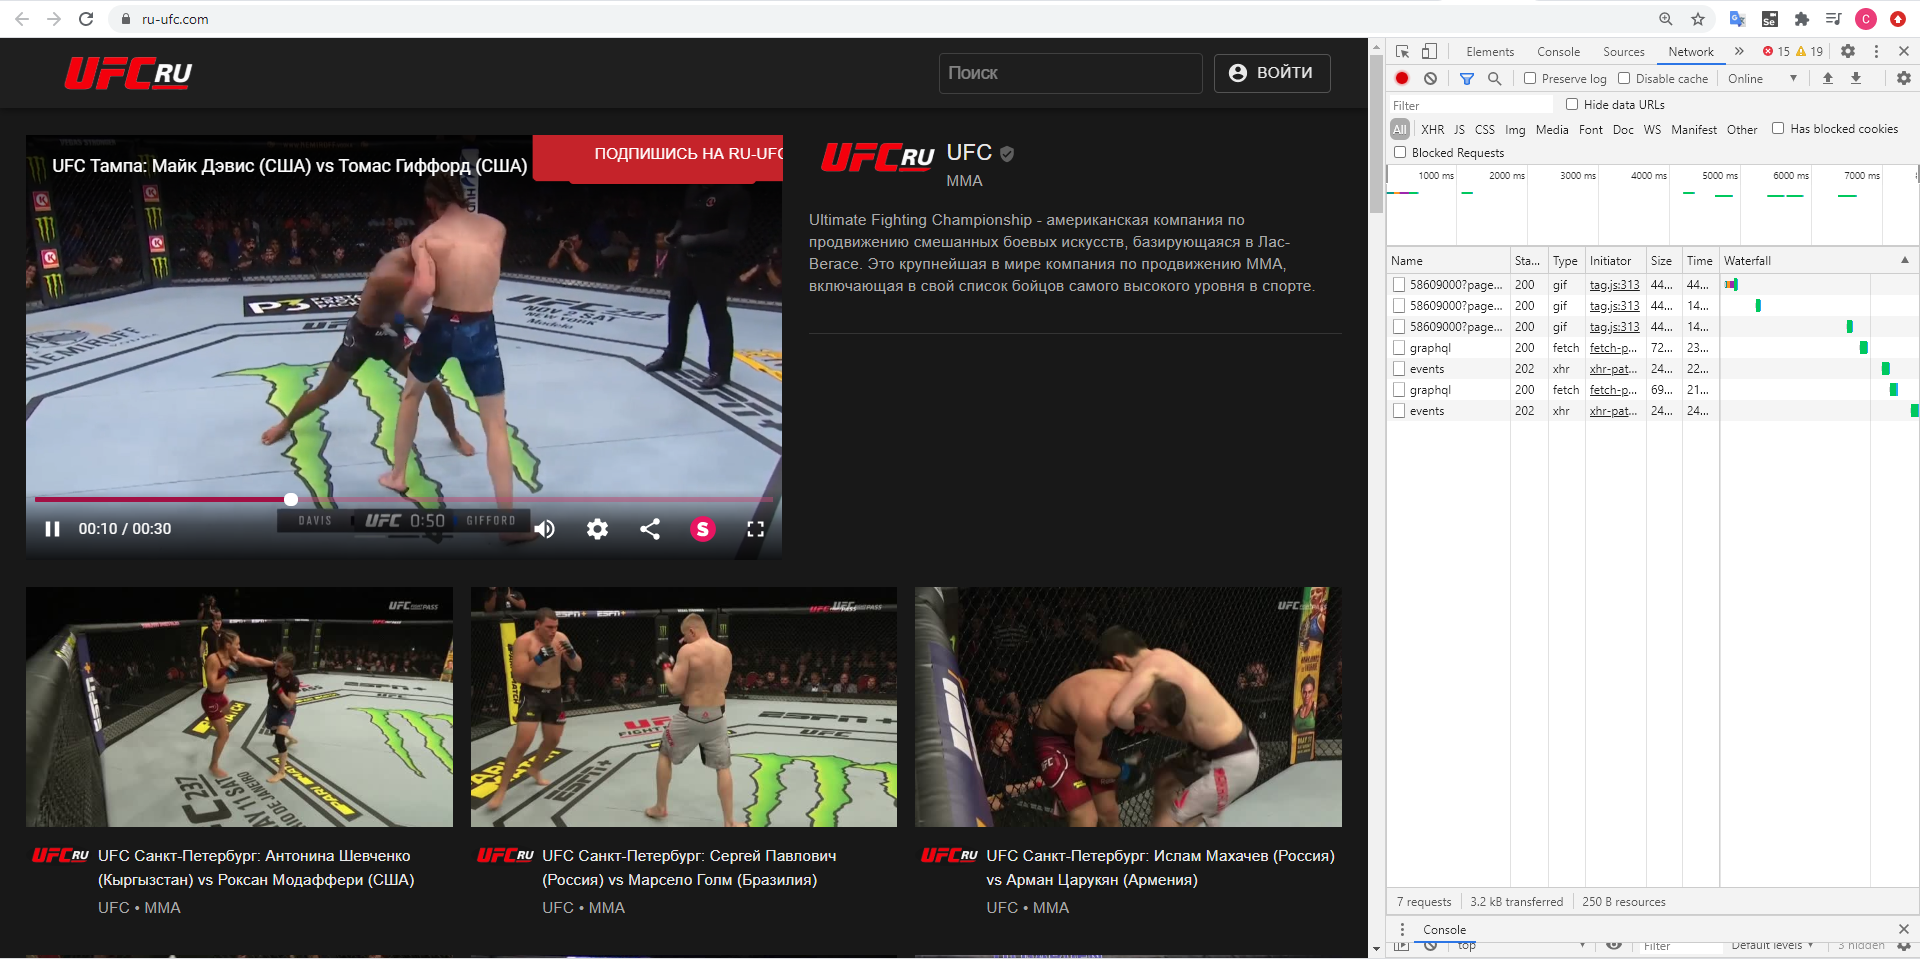 ru-ufc.com
UFC RU
Поиск
ВОЙТИ
UFC Тампа: Майк Дэвис (США) vs Томас Гиффорд (США)
ПОДПИШИСЬ НА RU-UFC
DAVIS UFC 0:50 GIFFORD
00:10 / 00:30
UFC RU
UFC
MMA
Ultimate Fighting Championship - американская компания по
продвижению смешанных боевых искусств, базирующаяся в Лас-
Вегасе. Это крупнейшая в мире компания по продвижению ММА,
включающая в свой список бойцов самого высокого уровня в спорте.
UFC RU
UFC Санкт-Петербург: Антонина Шевченко
(Кыргызстан) vs Роксан Модаффери (США)
UFC • MMA
UFC RU
UFC Санкт-Петербург: Сергей Павлович
(Россия) vs Марсело Голм (Бразилия)
UFC • MMA
UFC RU
UFC Санкт-Петербург: Ислам Махачев (Россия)
vs Арман Царукян (Армения)
UFC • MMA
Elements Console Sources Network 15 19
Preserve log Disable cache Online
Filter Hide data URLs
All XHR JS CSS Img Media Font Doc WS Manifest Other Has blocked cookies
Blocked Requests
1000 ms 2000 ms 3000 ms 4000 ms 5000 ms 6000 ms 7000 ms
Name Sta... Type Initiator Size Time Waterfall
58609000?page... 200 gif tag.js:313 44... 44...
58609000?page... 200 gif tag.js:313 44... 14...
58609000?page... 200 gif tag.js:313 44... 14...
graphql 200 fetch fetch-p... 72... 23...
events 202 xhr xhr-pat... 24... 22...
graphql 200 fetch fetch-p... 69... 21...
events 202 xhr xhr-pat... 24... 24...
7 requests 3.2 kB transferred 250 B resources
Console
top Filter Default levels 3 hidden